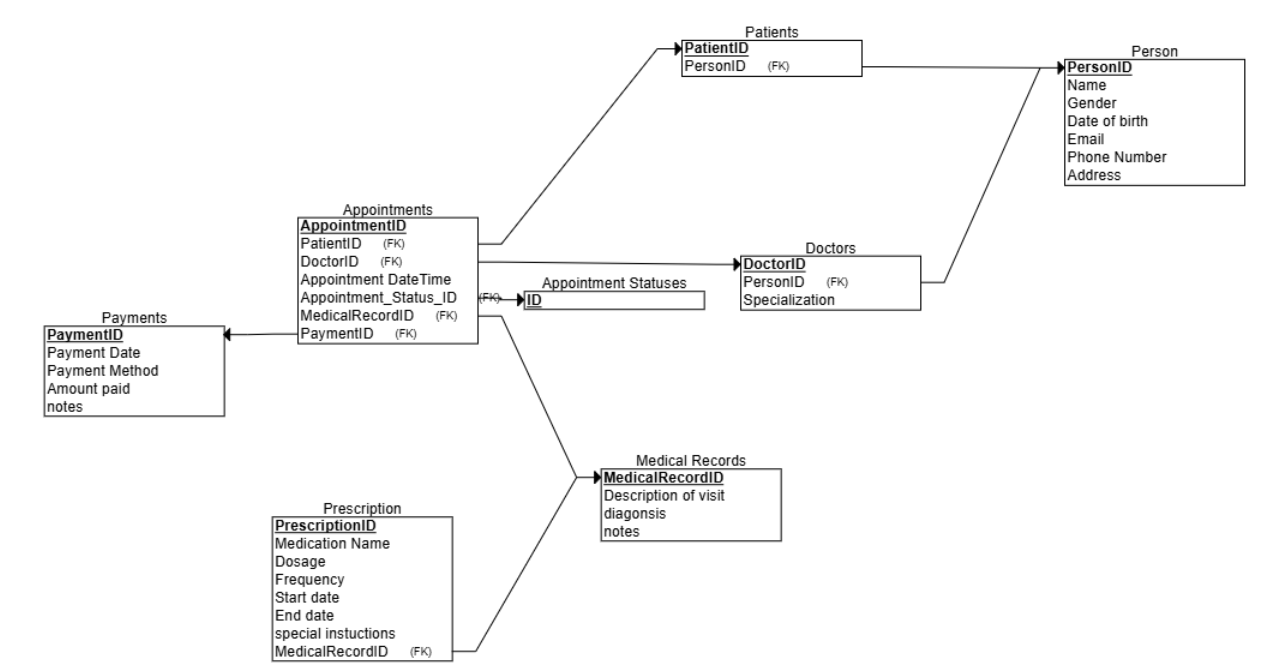 Patients
PatientID
PersonID (FK)
Person
PersonID
Name
Gender
Date of birth
Email
Phone Number
Address
Appointments
AppointmentID
PatientID (FK)
DoctorID (FK)
Appointment DateTime
Appointment_Status_ID (FK)
MedicalRecordID (FK)
PaymentID (FK)
Doctors
DoctorID
PersonID (FK)
Specialization
Appointment Statuses
ID
Payments
PaymentID
Payment Date
Payment Method
Amount paid
notes
Medical Records
MedicalRecordID
Description of visit
diagonsis
notes
Prescription
PrescriptionID
Medication Name
Dosage
Frequency
Start date
End date
special instuctions
MedicalRecordID (FK)